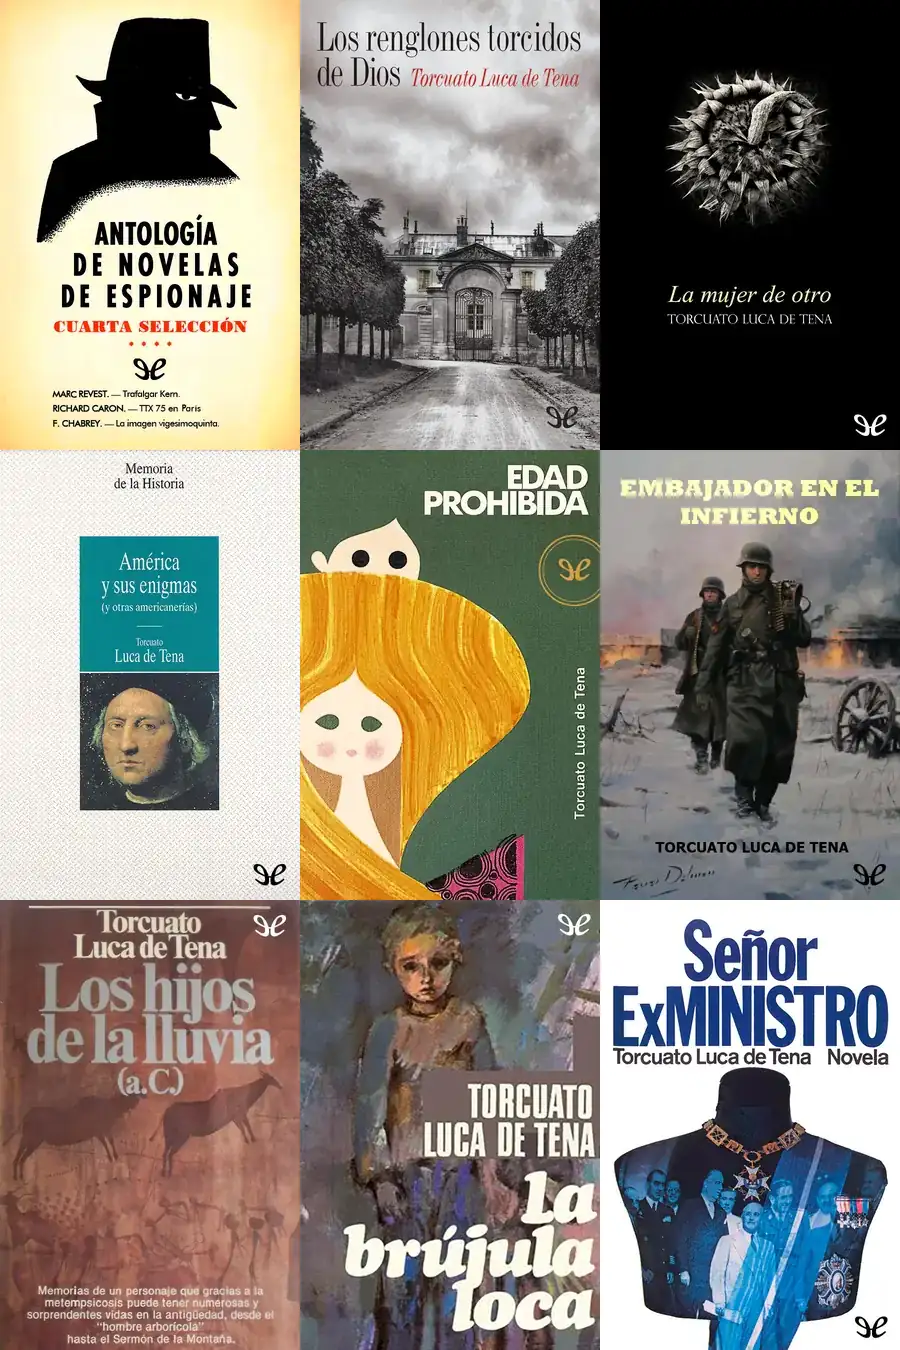 ANTOLOGÍA
DE NOVELAS
DE ESPIONAJE
CUARTA SELECCIÓN
MARC REVEST. — Trafalgar Kern.
RICHARD CARON. — TTX 75 en París
F. CHABREY. — La imagen vigesimoquinta.
Los renglones torcidos
de Dios Torcuato Luca de Tena
La mujer de otro
TORCUATO LUCA DE TENA
Memoria
de la Historia
América
y sus enigmas
(y otras americanerías)
Torcuato
Luca de Tena
EDAD
PROHIBIDA
Torcuato Luca de Tena
EMBAJADOR EN EL
INFIERNO
TORCUATO LUCA DE TENA
Torcuato
Luca de Tena
Los hijos
de la lluvia
(a.C.)
Memorias de un personaje que gracias a la
metempsicosis puede tener numerosas y
sorprendentes vidas en la antigüedad, desde el
"hombre arborícola"
hasta el Sermón de la Montaña.
TORCUATO
LUCA DE TENA
la
brújula
loca
Señor
ExMINISTRO
Torcuato Luca de Tena Novela